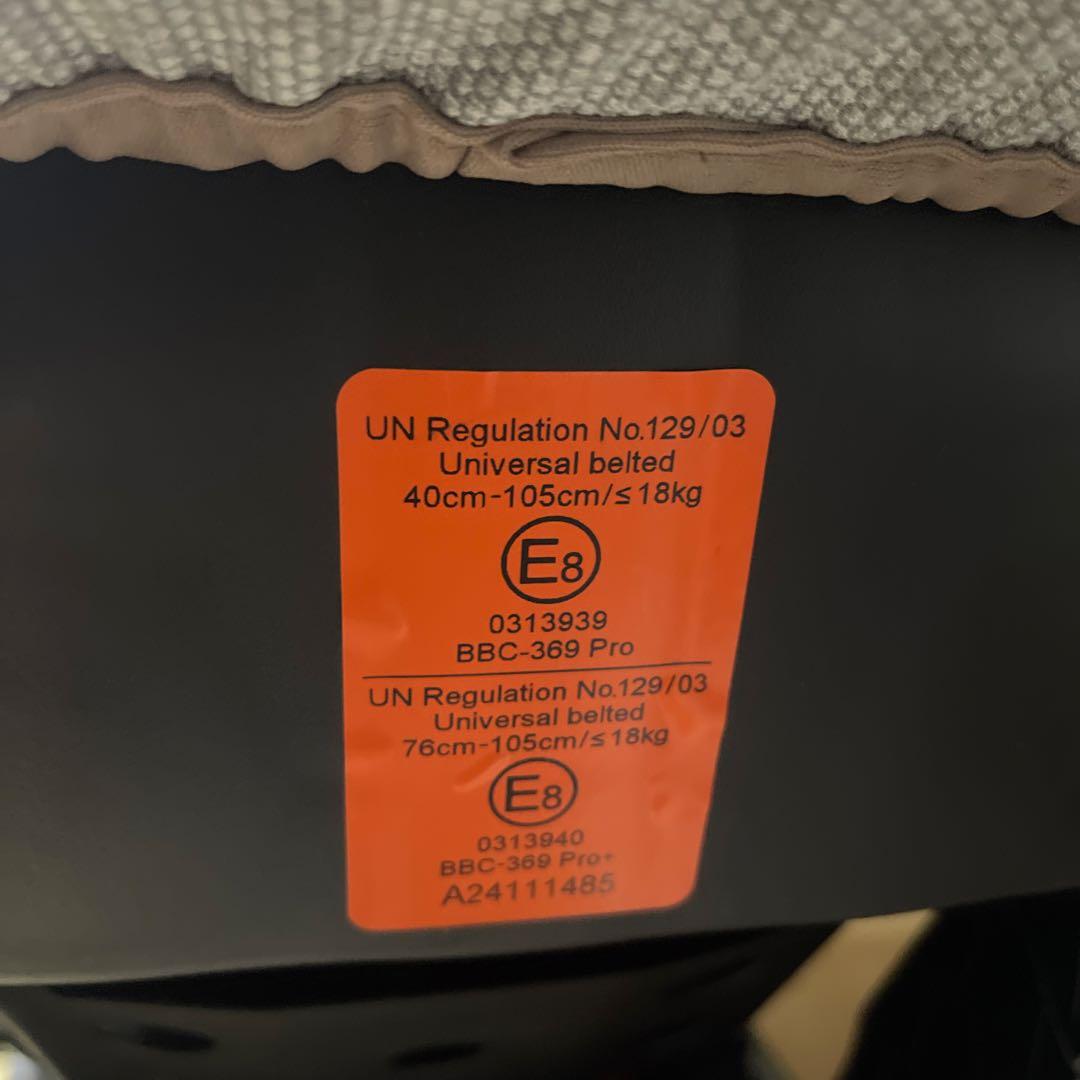 UN Regulation No.129/03
Universal belted
40cm-105cm/≤18kg
E8
0313939
BBC-369 Pro
UN Regulation No.129/03
Universal belted
76cm-105cm/≤18kg
E8
0313940
BBC-369 Pro+
A24111485